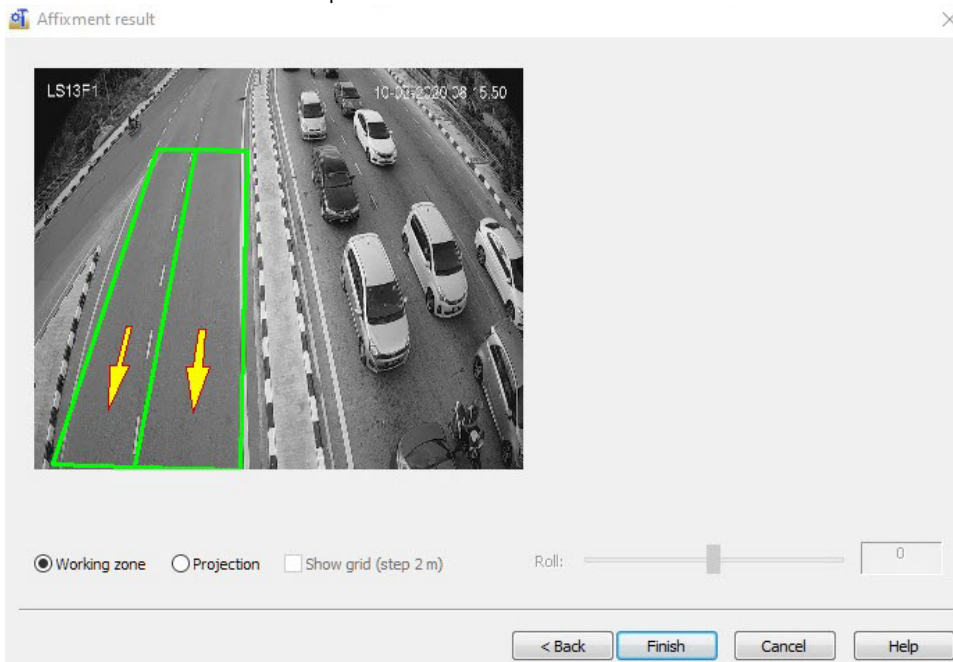 Affixment result
LS13F1
Working zone
Projection
Show grid (step 2 m)
Roll:
0
< Back
Finish
Cancel
Help